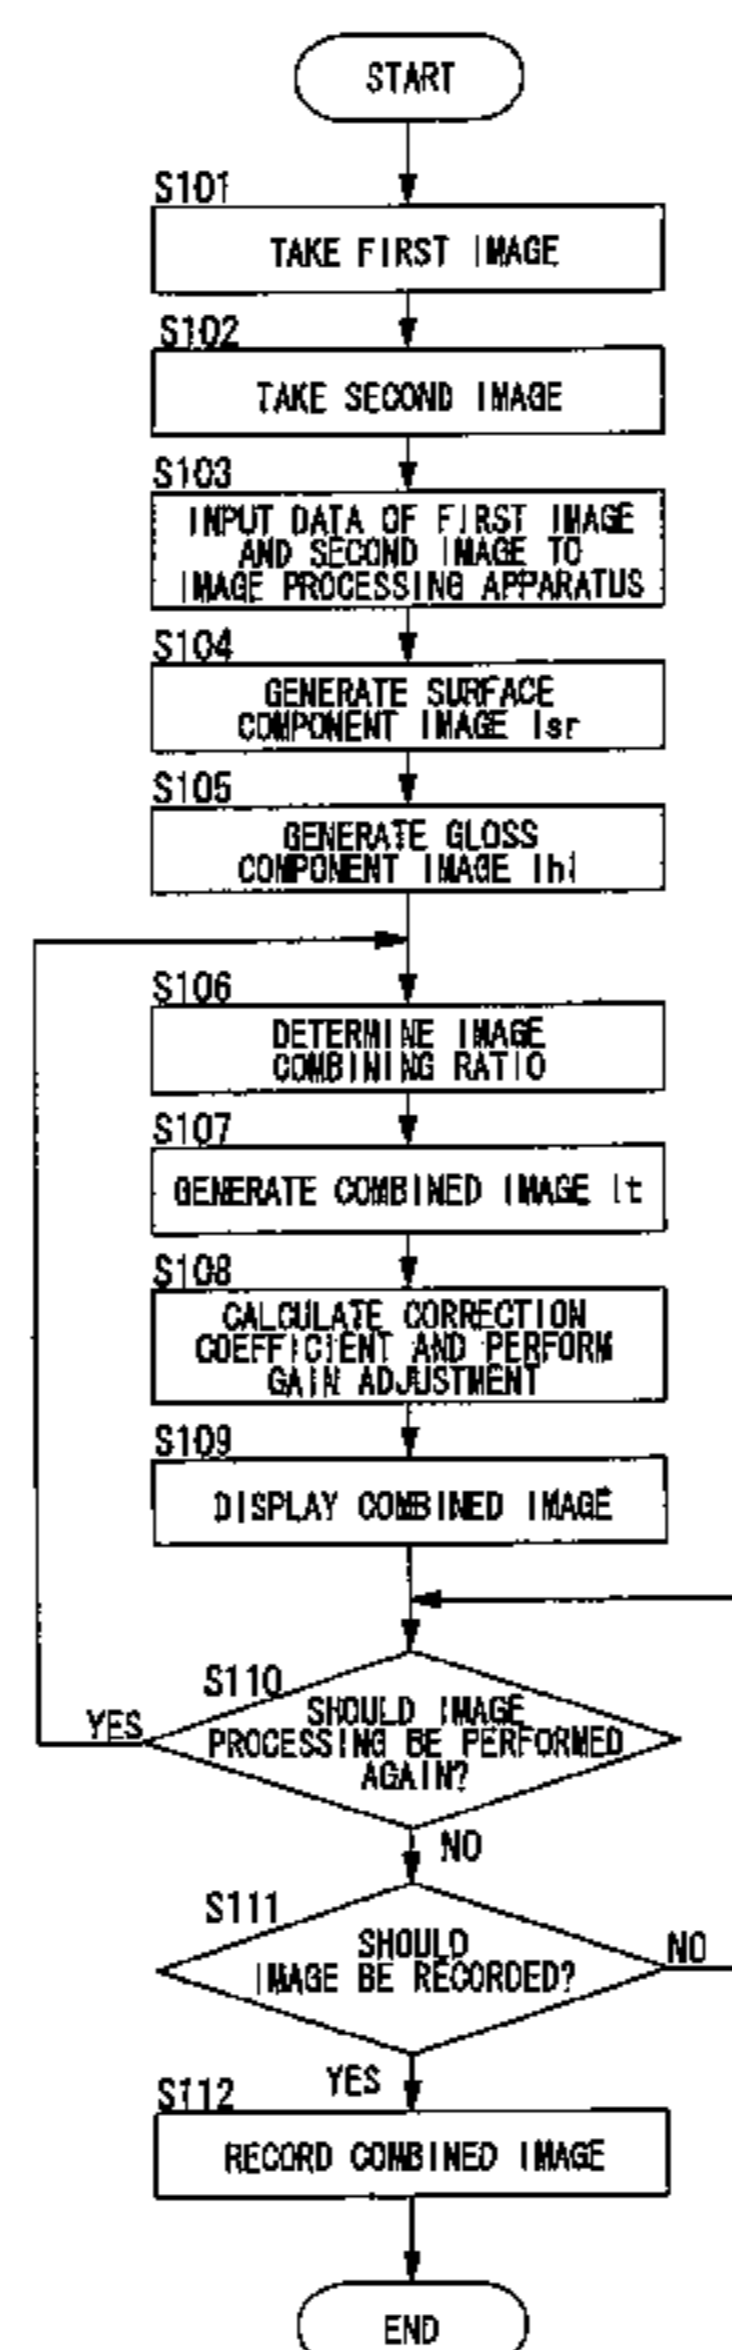 START
S101
TAKE FIRST IMAGE
S102
TAKE SECOND IMAGE
S103
INPUT DATA OF FIRST IMAGE
AND SECOND IMAGE TO
IMAGE PROCESSING APPARATUS
S104
GENERATE SURFACE
COMPONENT IMAGE Isr
S105
GENERATE GLOSS
COMPONENT IMAGE Ihi
S106
DETERMINE IMAGE
COMBINING RATIO
S107
GENERATE COMBINED IMAGE It
S108
CALCULATE CORRECTION
COEFFICIENT AND PERFORM
GAIN ADJUSTMENT
S109
DISPLAY COMBINED IMAGE
S110
SHOULD IMAGE
PROCESSING BE PERFORMED
AGAIN?
YES
NO
S111
SHOULD
IMAGE BE RECORDED?
NO
YES
S112
RECORD COMBINED IMAGE
END